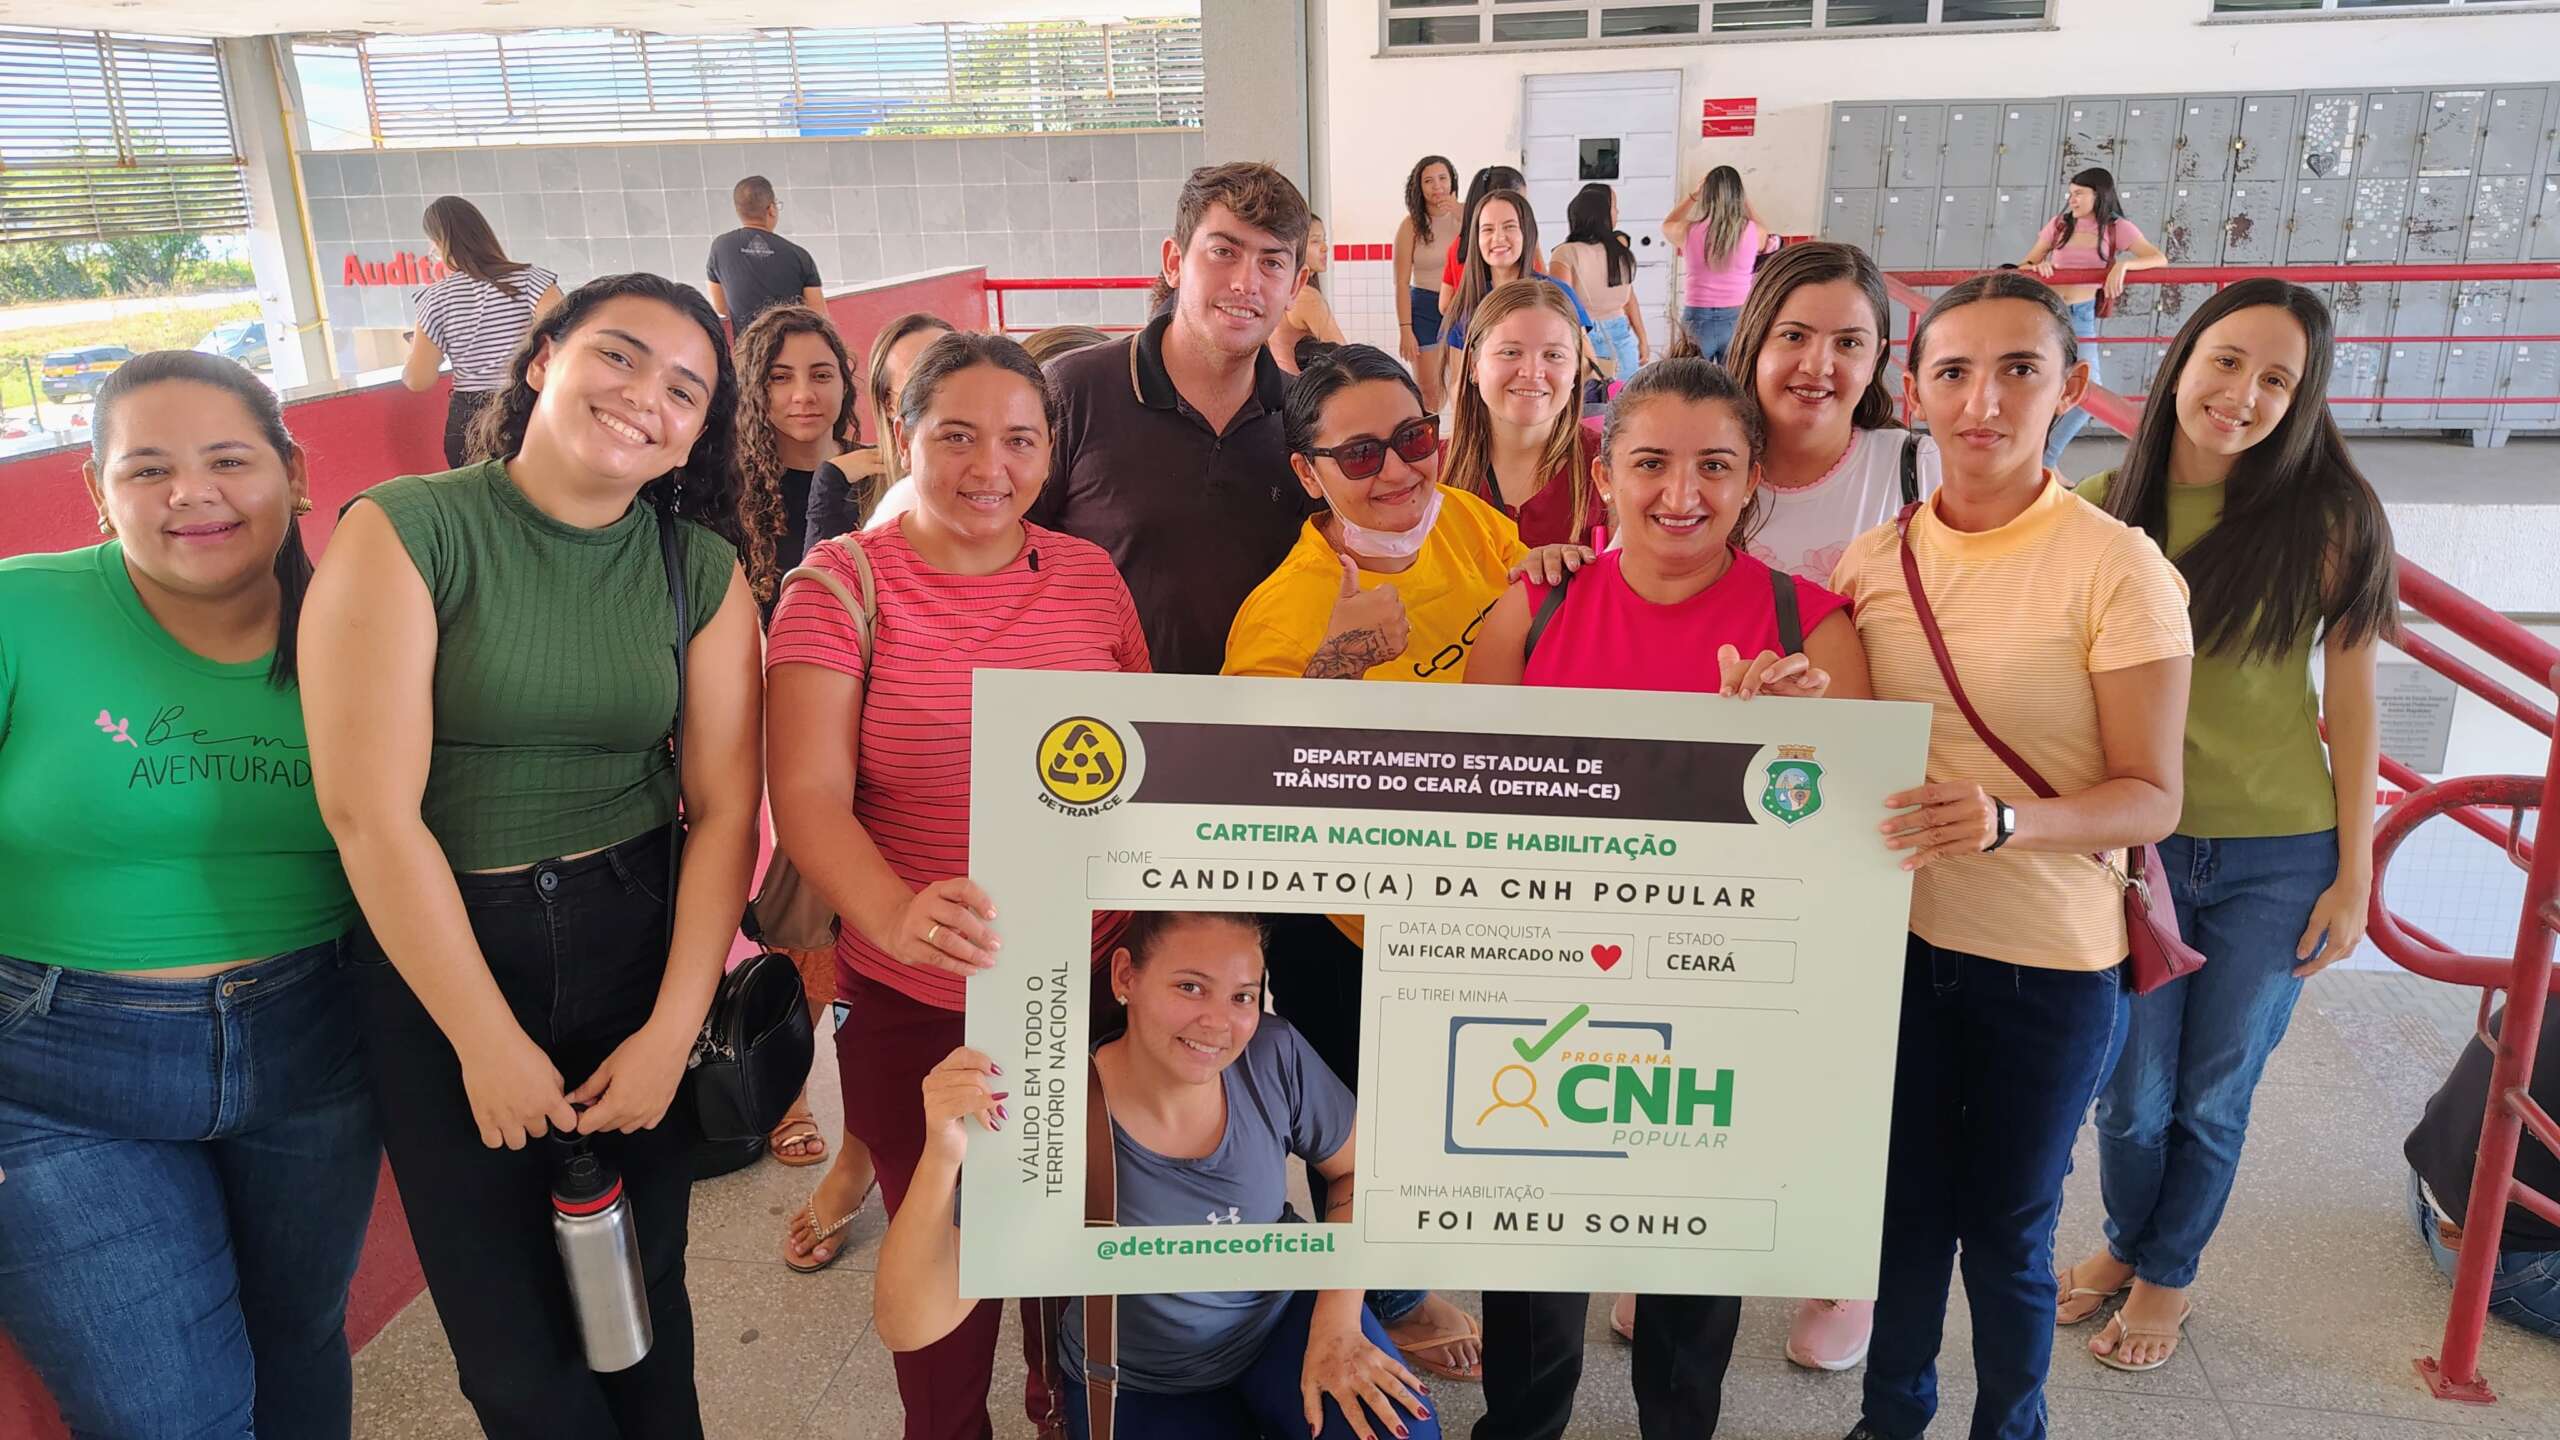 Bem
AVENTURAD
DETRAN-CE
DEPARTAMENTO ESTADUAL DE
TRÂNSITO DO CEARÁ (DETRAN-CE)
CARTEIRA NACIONAL DE HABILITAÇÃO
NOME
CANDIDATO(A) DA CNH POPULAR
DATA DA CONQUISTA
VAI FICAR MARCADO NO
ESTADO
CEARÁ
EU TIREI MINHA
PROGRAMA
CNH
POPULAR
MINHA HABILITAÇÃO
FOI MEU SONHO
VÁLIDO EM TODO O
TERRITÓRIO NACIONAL
@detranceoficial